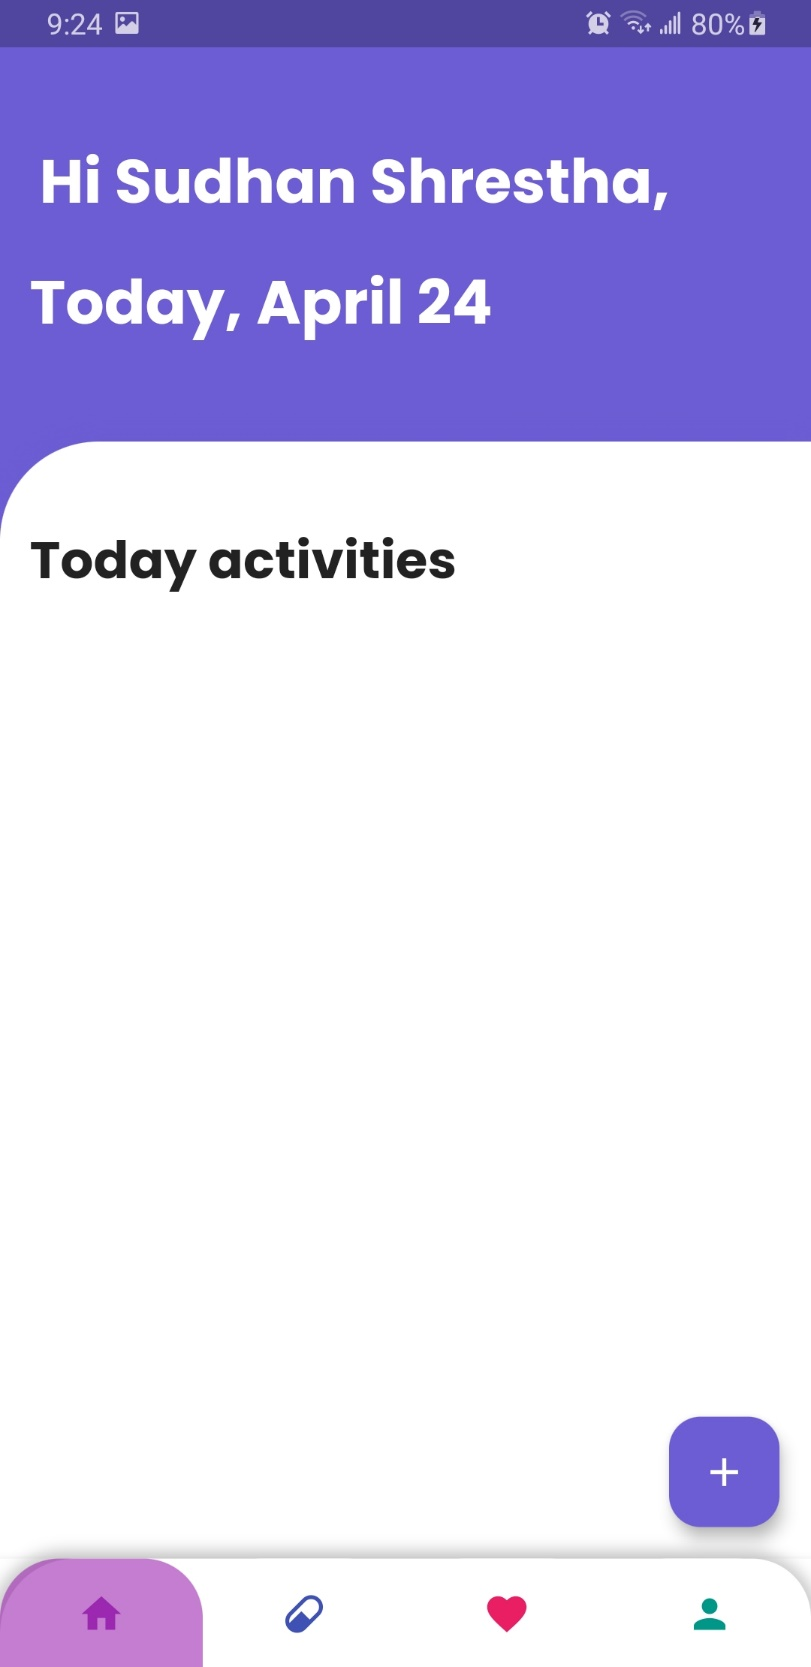 9:24 80%
Hi Sudhan Shrestha,
Today, April 24
Today activities